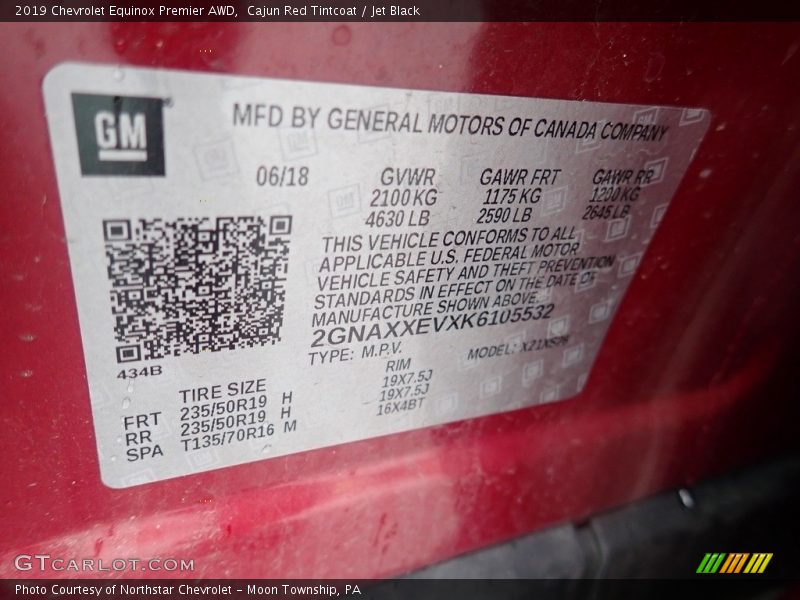 2019 Chevrolet Equinox Premier AWD, Cajun Red Tintcoat / Jet Black
GM
MFD BY GENERAL MOTORS OF CANADA COMPANY
06/18 GVWR GAWR FRT GAWR RR
2100 KG 1175 KG 1200 KG
4630 LB 2590 LB 2645 LB
THIS VEHICLE CONFORMS TO ALL
APPLICABLE U.S. FEDERAL MOTOR
VEHICLE SAFETY AND THEFT PREVENTION
STANDARDS IN EFFECT ON THE DATE OF
MANUFACTURE SHOWN ABOVE.
2GNAXXEVXK6105532
TYPE: M.P.V. MODEL:
434B
TIRE SIZE RIM
FRT 235/50R19 H 19X7.5J
RR 235/50R19 H 19X7.5J
SPA T135/70R16 M 16X4BT
GTCARLOT.COM
Photo Courtesy of Northstar Chevrolet – Moon Township, PA